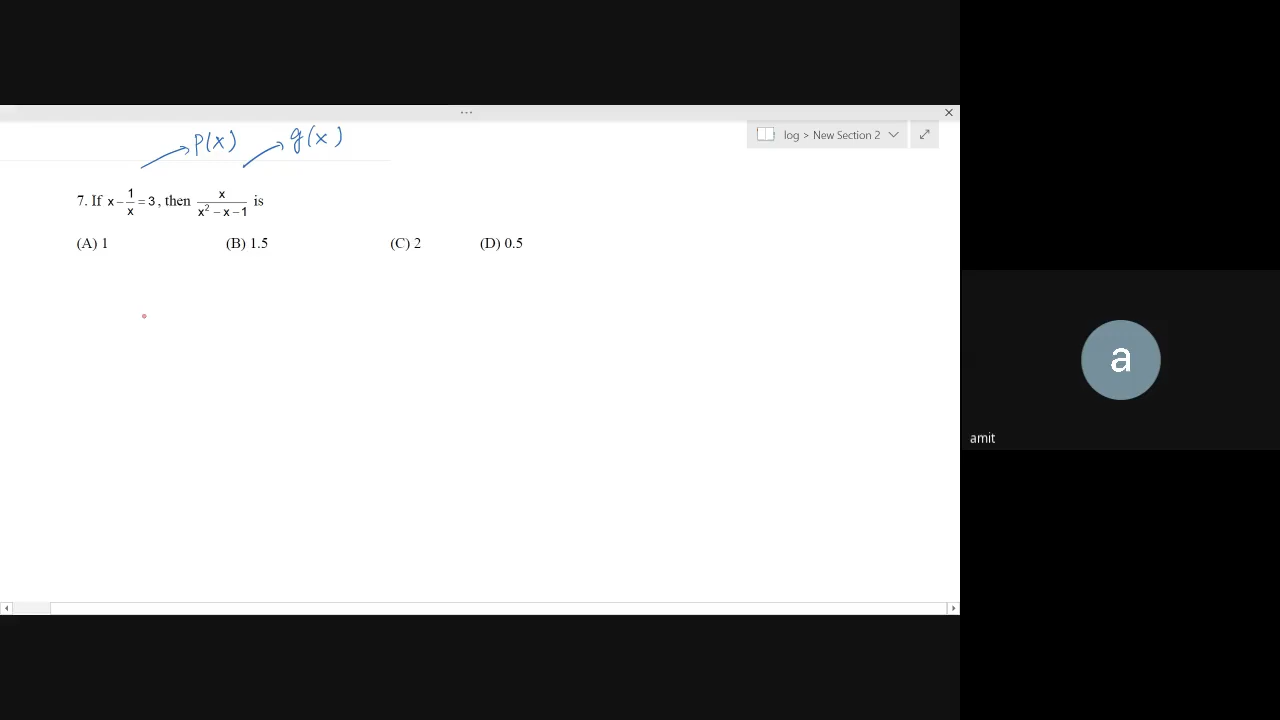 log > New Section 2
P(x) g(x)
7. If x − 1/x = 3, then x/(x² − x − 1) is
(A) 1 (B) 1.5 (C) 2 (D) 0.5
a
amit